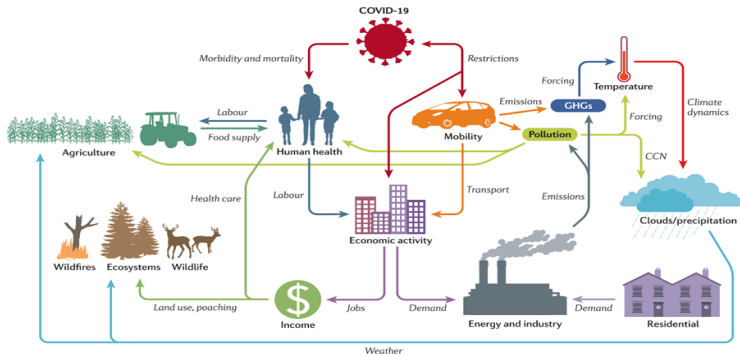 COVID-19
Morbidity and mortality
Restrictions
Forcing
Temperature
Emissions
GHGs
Labour
Food supply
Forcing
Climate
dynamics
Agriculture
Human health
Mobility
Pollution
CCN
Health care
Labour
Transport
Emissions
Clouds/precipitation
Economic activity
Wildfires
Ecosystems
Wildlife
$
Land use, poaching
Income
Jobs
Demand
Energy and industry
Demand
Residential
Weather